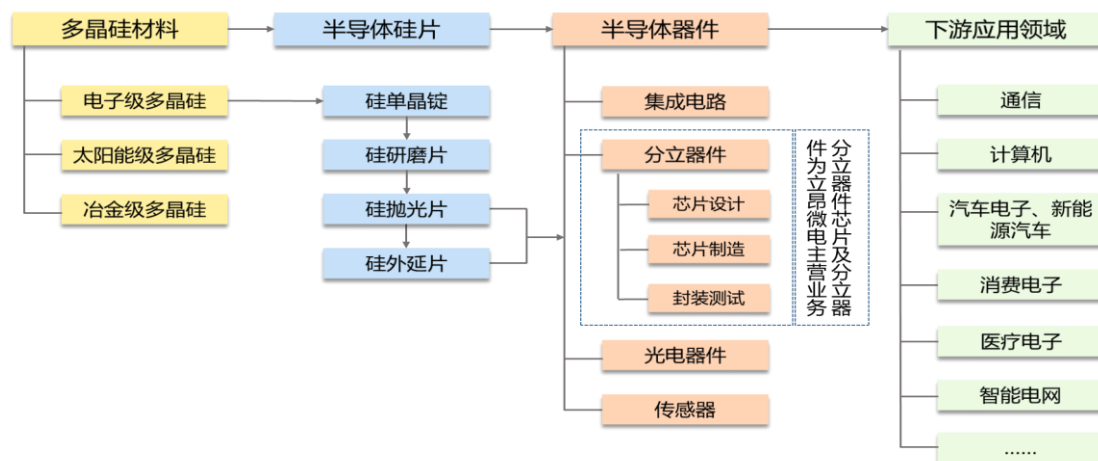 多晶硅材料
半导体硅片
半导体器件
下游应用领域
电子级多晶硅
太阳能级多晶硅
冶金级多晶硅
硅单晶锭
硅研磨片
硅抛光片
硅外延片
集成电路
分立器件
芯片设计
芯片制造
封装测试
光电器件
传感器
分立器件芯片及分立器
件为立昂微电主营业务
通信
计算机
汽车电子、新能
源汽车
消费电子
医疗电子
智能电网
......